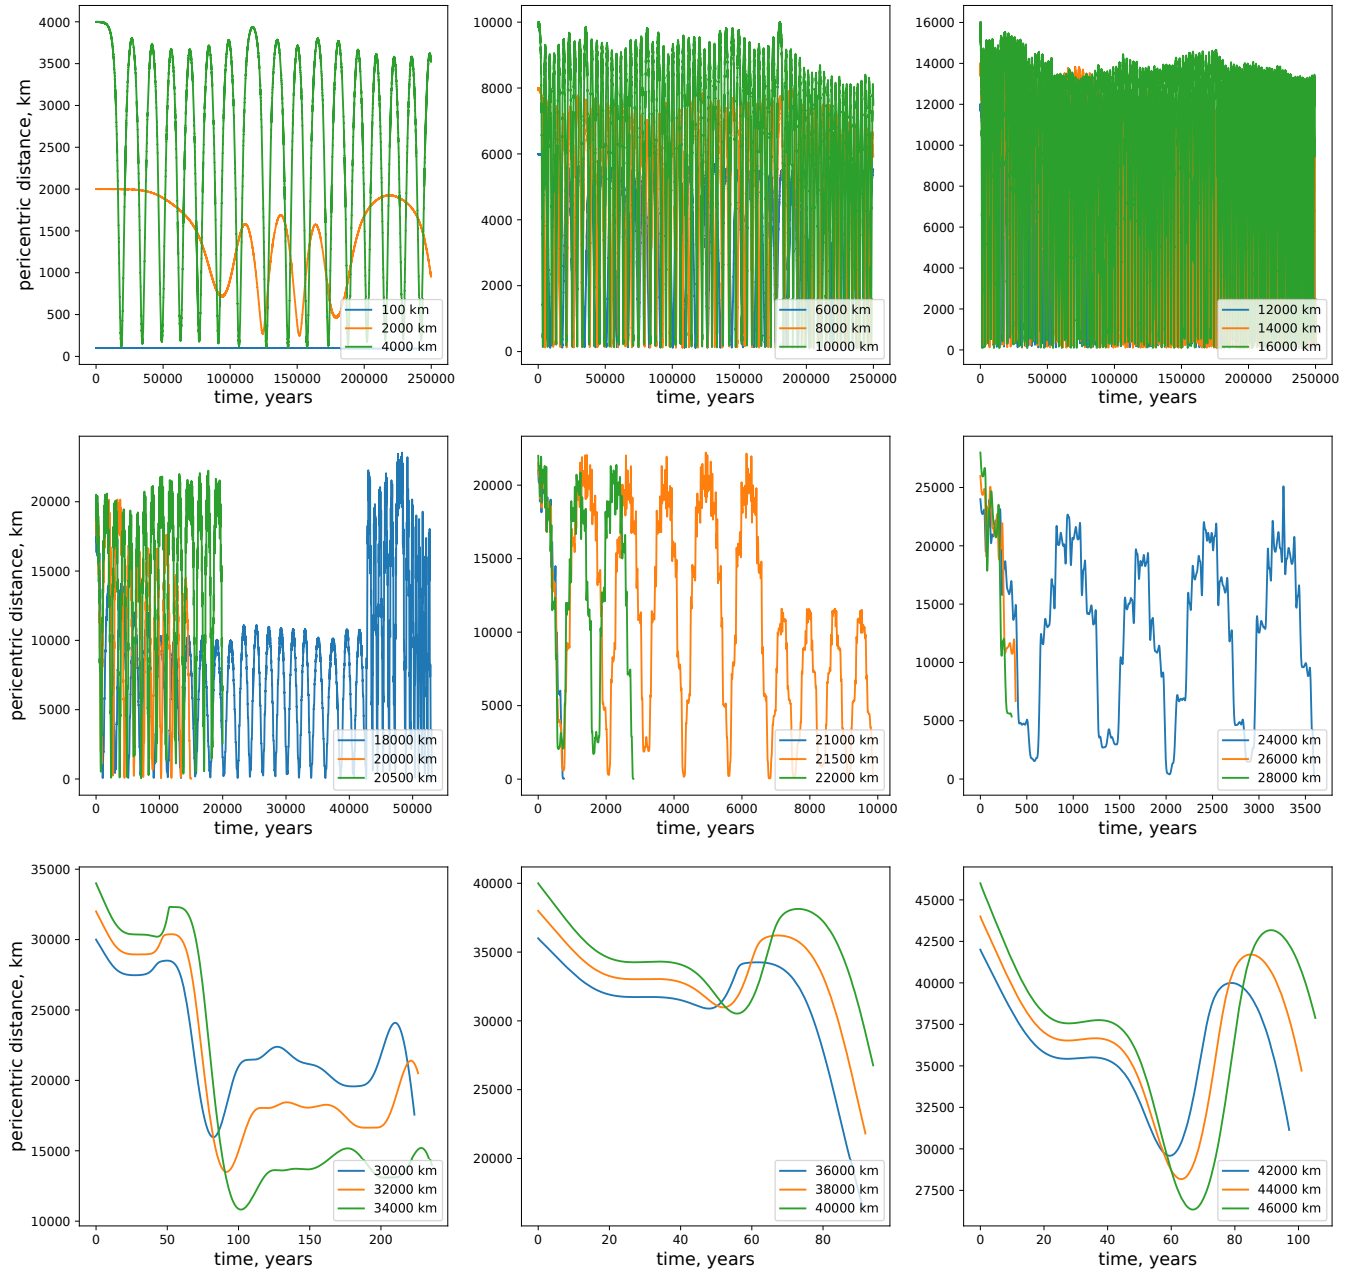 4000
3500
3000
2500
2000
1500
1000
500
0
pericentric distance, km
0 50000 100000 150000 200000 250000
time, years
100 km
2000 km
4000 km
10000
8000
6000
4000
2000
0
0 50000 100000 150000 200000 250000
time, years
6000 km
8000 km
10000 km
16000
14000
12000
10000
8000
6000
4000
2000
0
0 50000 100000 150000 200000 250000
time, years
12000 km
14000 km
16000 km
20000
15000
10000
5000
0
pericentric distance, km
0 10000 20000 30000 40000 50000
time, years
18000 km
20000 km
20500 km
20000
15000
10000
5000
0
0 2000 4000 6000 8000 10000
time, years
21000 km
21500 km
22000 km
25000
20000
15000
10000
5000
0
0 500 1000 1500 2000 2500 3000 3500
time, years
24000 km
26000 km
28000 km
35000
30000
25000
20000
15000
10000
pericentric distance, km
0 50 100 150 200
time, years
30000 km
32000 km
34000 km
40000
35000
30000
25000
20000
0 20 40 60 80
time, years
36000 km
38000 km
40000 km
45000
42500
40000
37500
35000
32500
30000
27500
0 20 40 60 80 100
time, years
42000 km
44000 km
46000 km